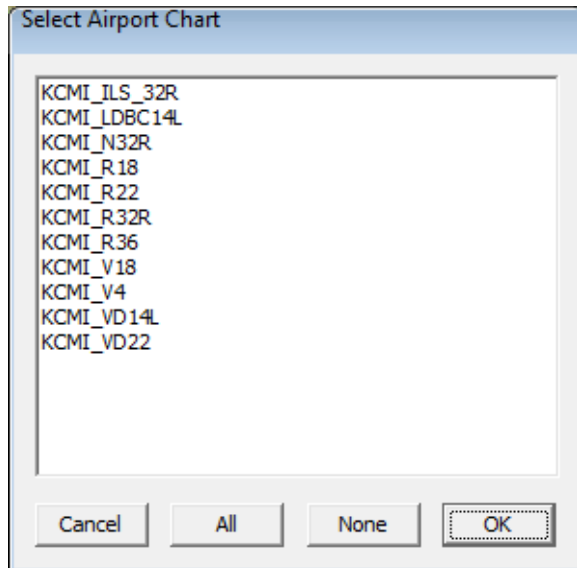 Select Airport Chart
KCMI_ILS_32R
KCMI_LDBC14L
KCMI_N32R
KCMI_R18
KCMI_R22
KCMI_R32R
KCMI_R36
KCMI_V18
KCMI_V4
KCMI_VD14L
KCMI_VD22
Cancel All None OK